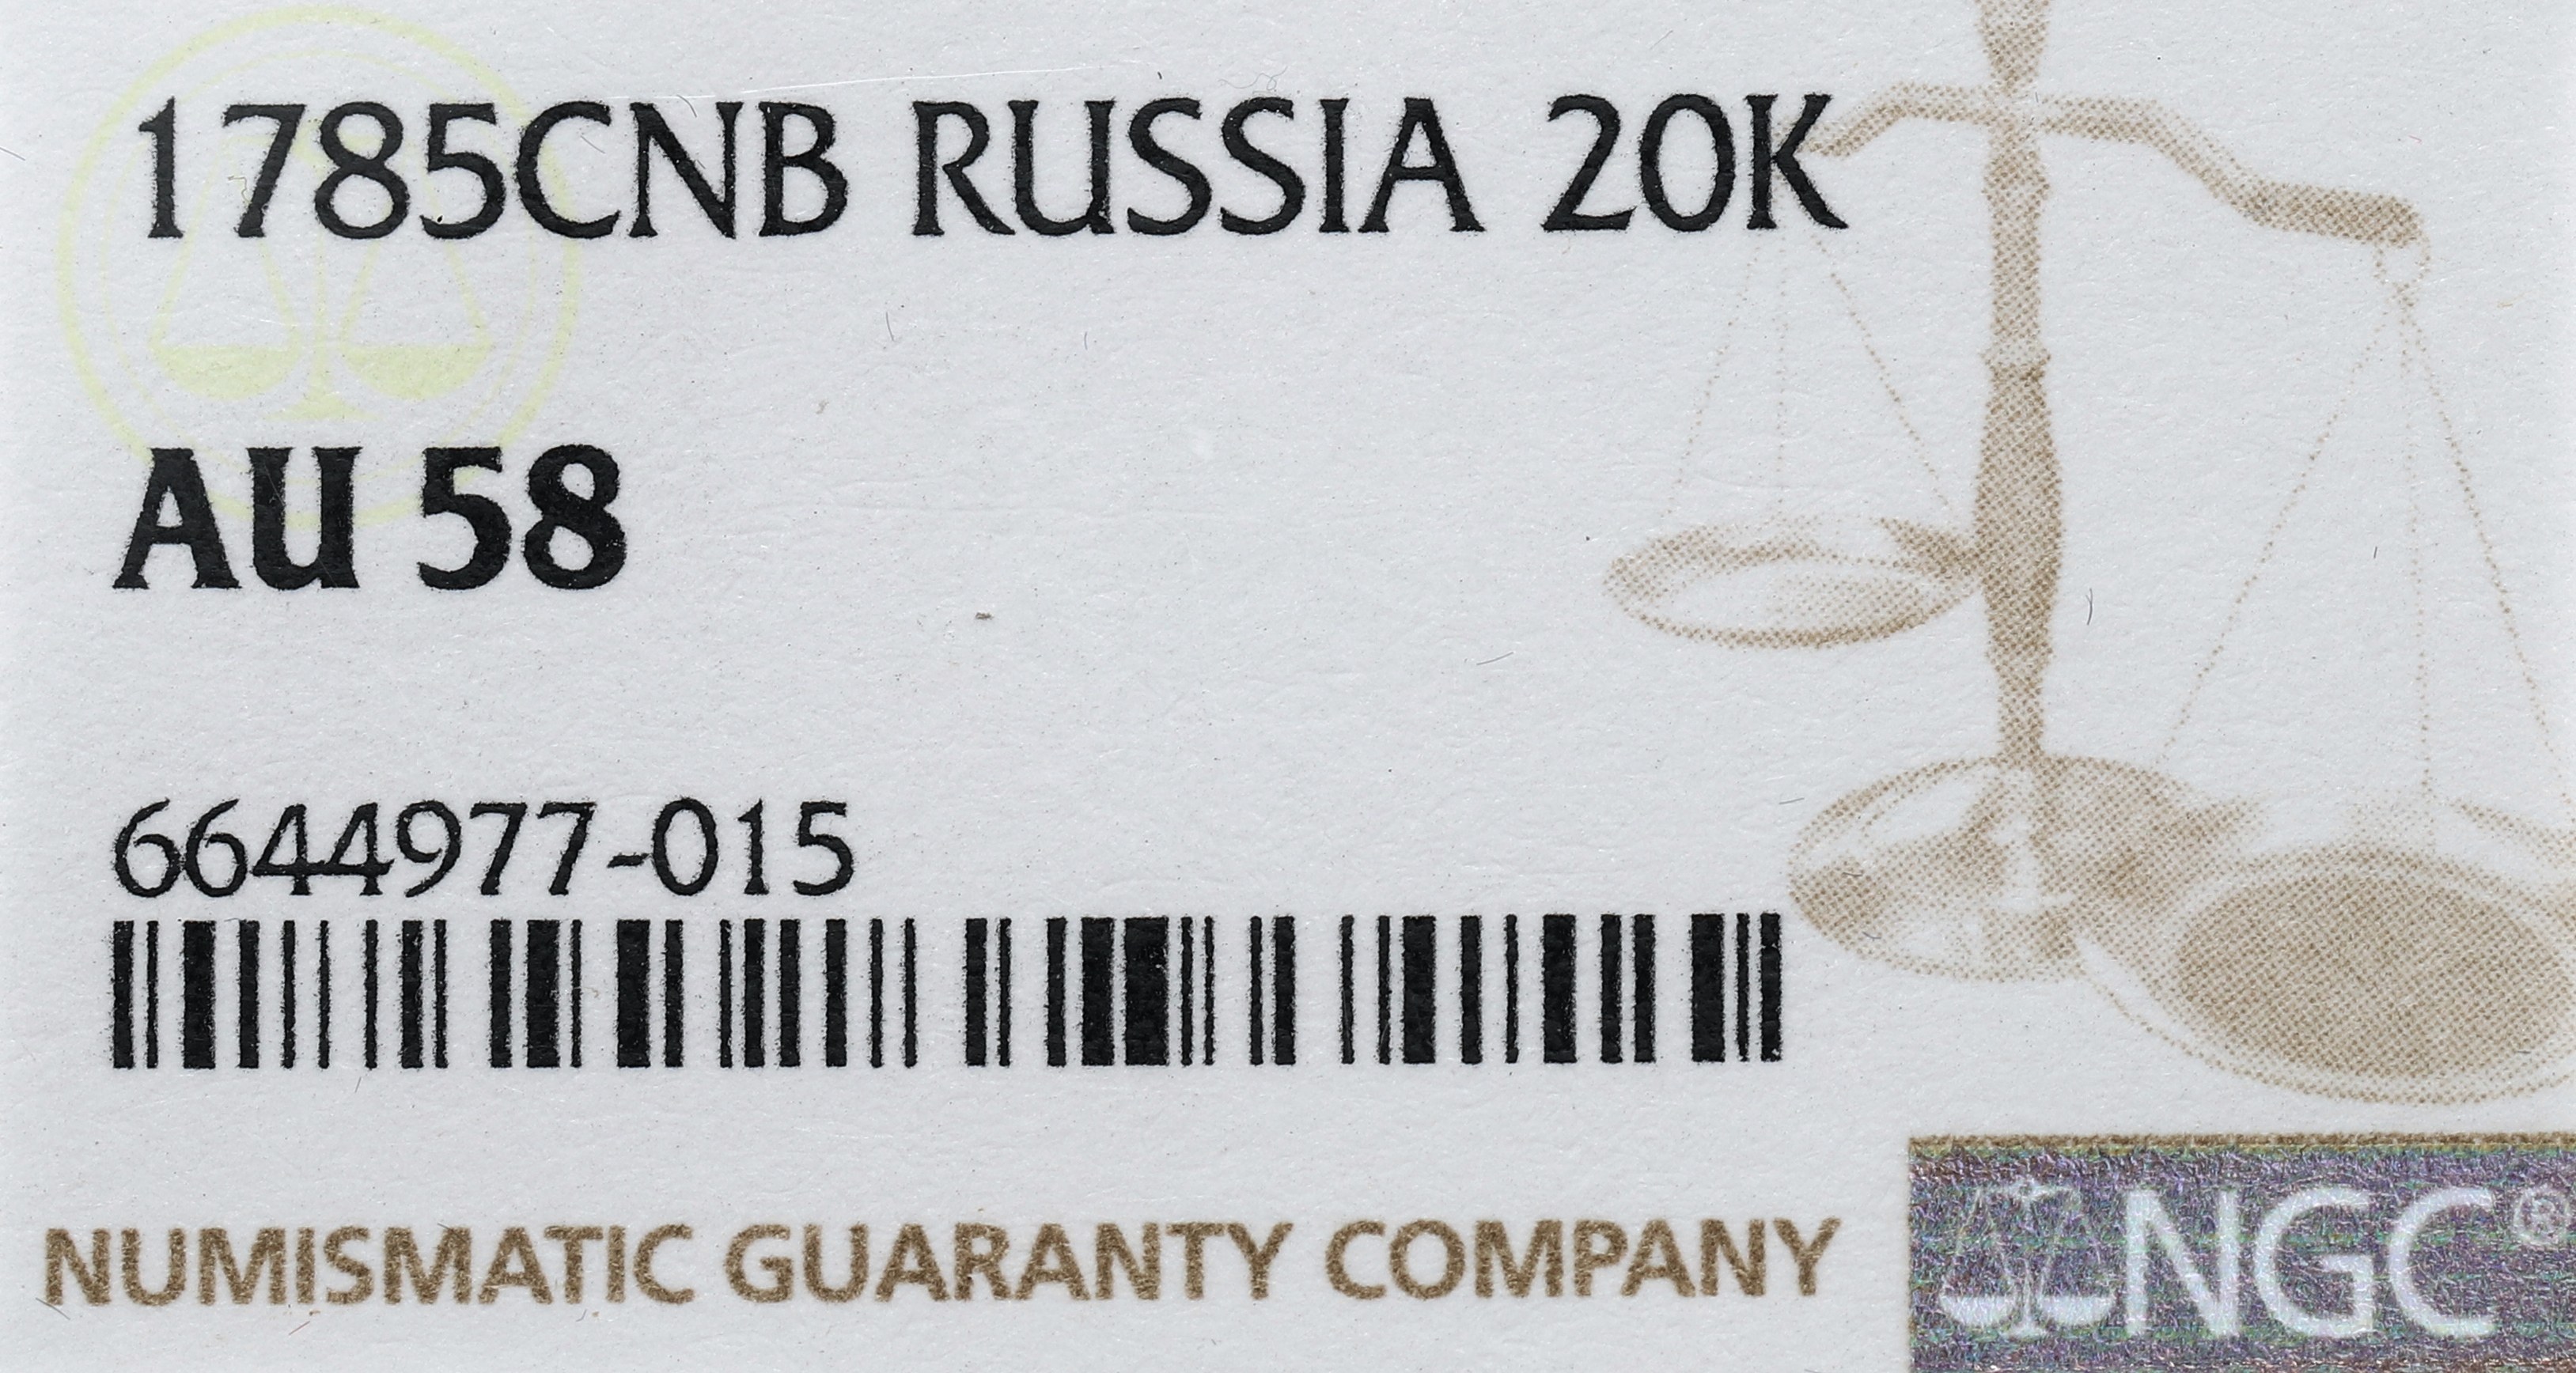 1785CNB RUSSIA 20K
AU 58
6644977-015
NUMISMATIC GUARANTY COMPANY
NGC®